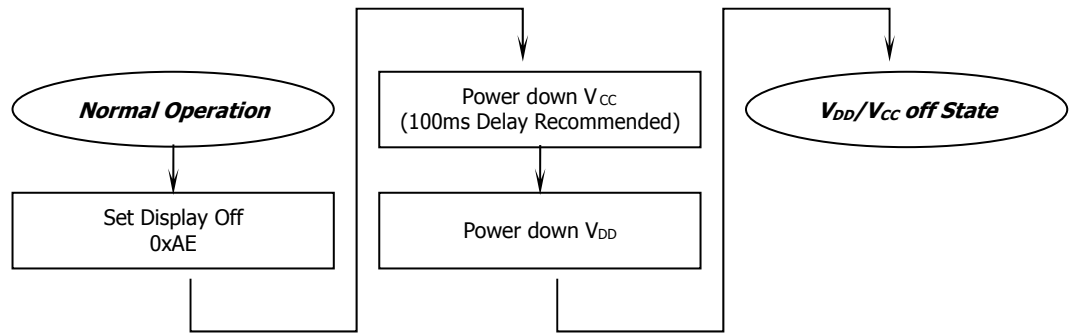 Normal Operation
Set Display Off
0xAE
Power down VCC
(100ms Delay Recommended)
Power down VDD
VDD/VCC off State